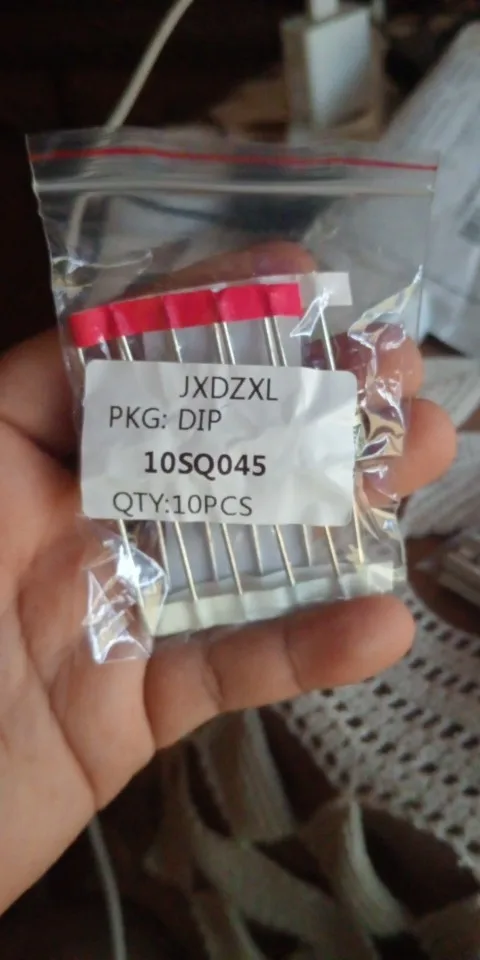 JXDZXL
PKG: DIP
10SQ045
QTY:10PCS